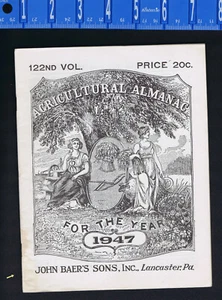 122ND VOL. PRICE 20C.
AGRICULTURAL ALMANAC
FOR THE YEAR
1947
JOHN BAER'S SONS, INC., Lancaster, Pa.